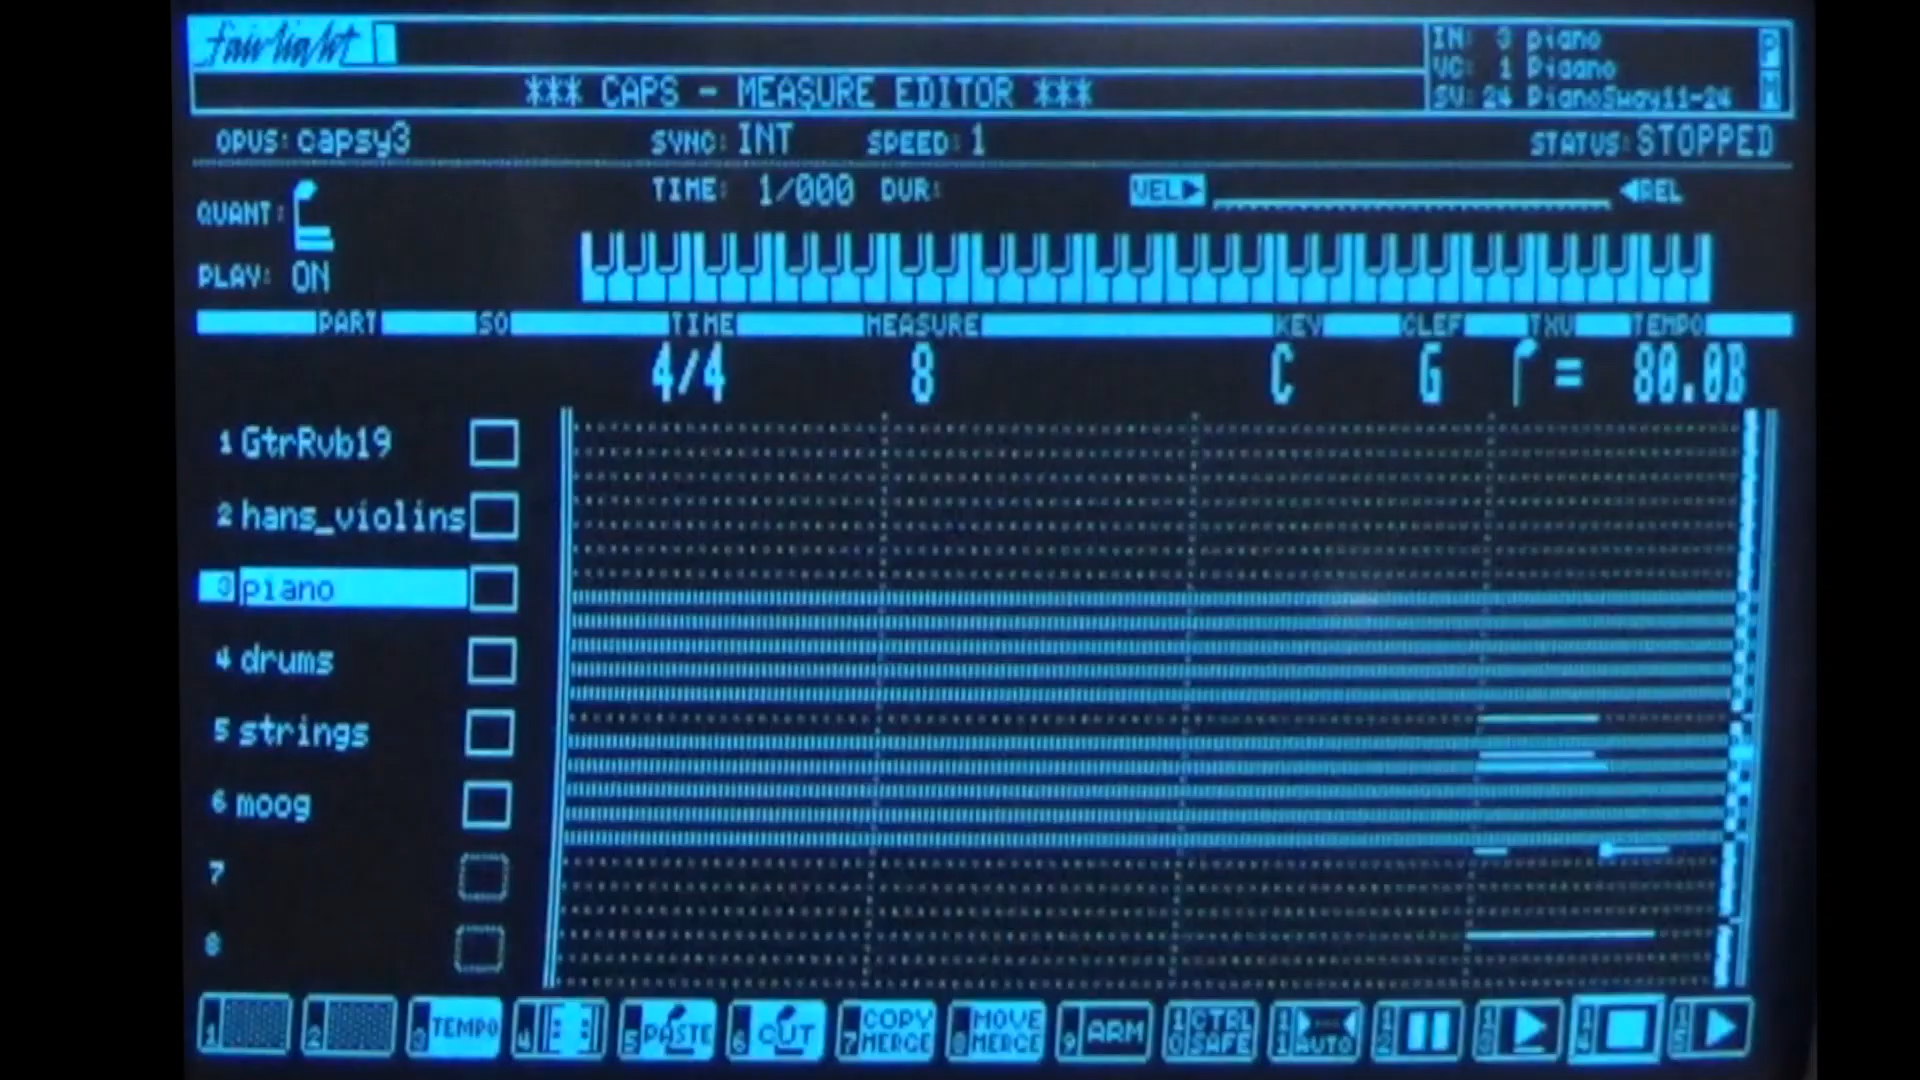 fairlight
IN: 3 piano
VC: 1 Piaano
SV: 24 PianoSway11-24
P
M
*** CAPS - MEASURE EDITOR ***
OPUS: capsy3 SYNC: INT SPEED: 1 STATUS: STOPPED
TIME: 1/000 DUR: VEL REL
QUANT:
PLAY: ON
PART SO TIME MEASURE KEY CLEF TXV TEMPO
4/4 8 C G = 80.0B
1 GtrRvb19
2 hans_violins
3 piano
4 drums
5 strings
6 moog
7
8
1 2 3 TEMPO 4 5 PASTE 6 CUT 7 COPY MERCE 8 MOVE MERCE 9 ARM 10 CTRL SAFE 11 AUTO 12 13 14 15